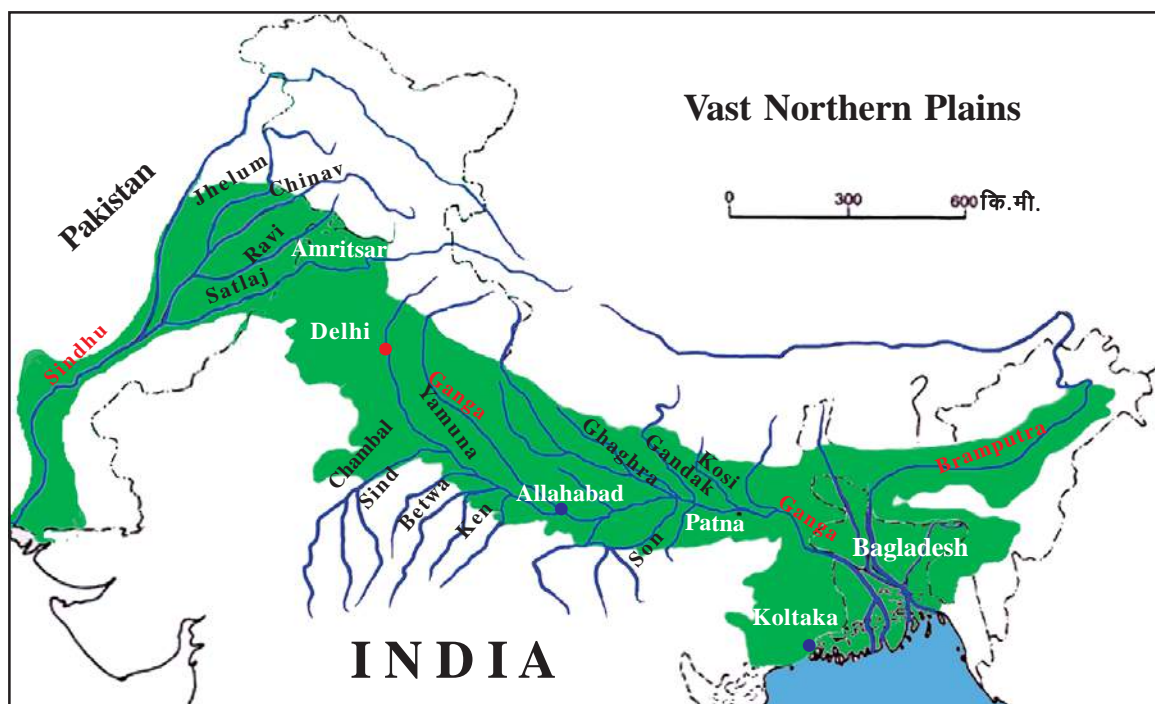 Vast Northern Plains
0 300 600 कि.मी.
Pakistan
Jhelum
Chinav
Ravi
Amritsar
Satlaj
Sindhu
Delhi
Ganga
Yamuna
Chambal
Sind
Betwa
Ken
Ghaghra
Gandak
Kosi
Bramputra
Allahabad
Patna
Ganga
Son
Bagladesh
Koltaka
INDIA